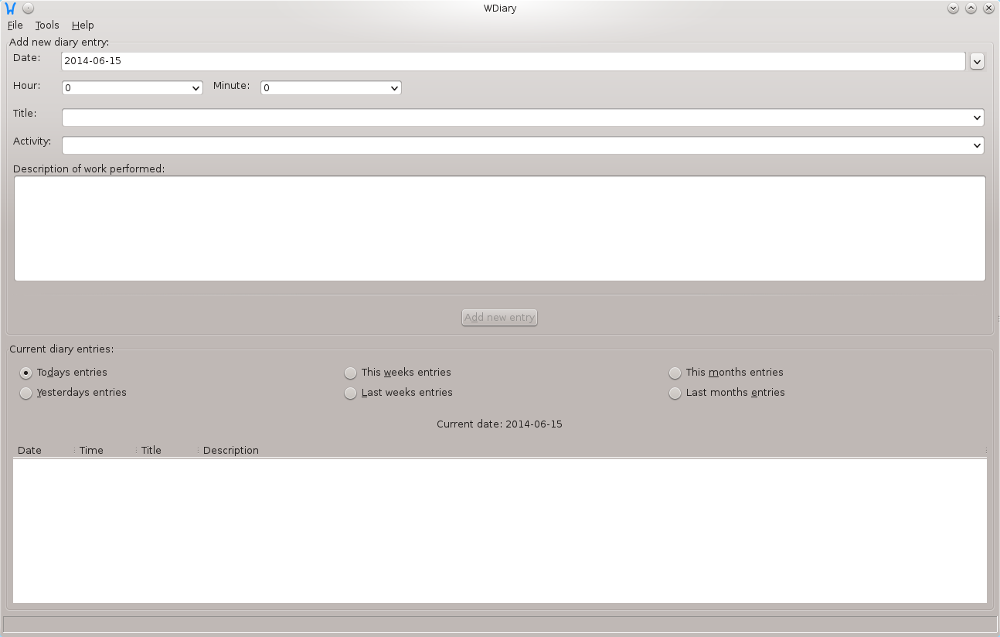 WDiary
File Tools Help
Add new diary entry:
Date: 2014-06-15
Hour: 0 Minute: 0
Title:
Activity:
Description of work performed:
Add new entry
Current diary entries:
Todays entries This weeks entries This months entries
Yesterdays entries Last weeks entries Last months entries
Current date: 2014-06-15
Date Time Title Description